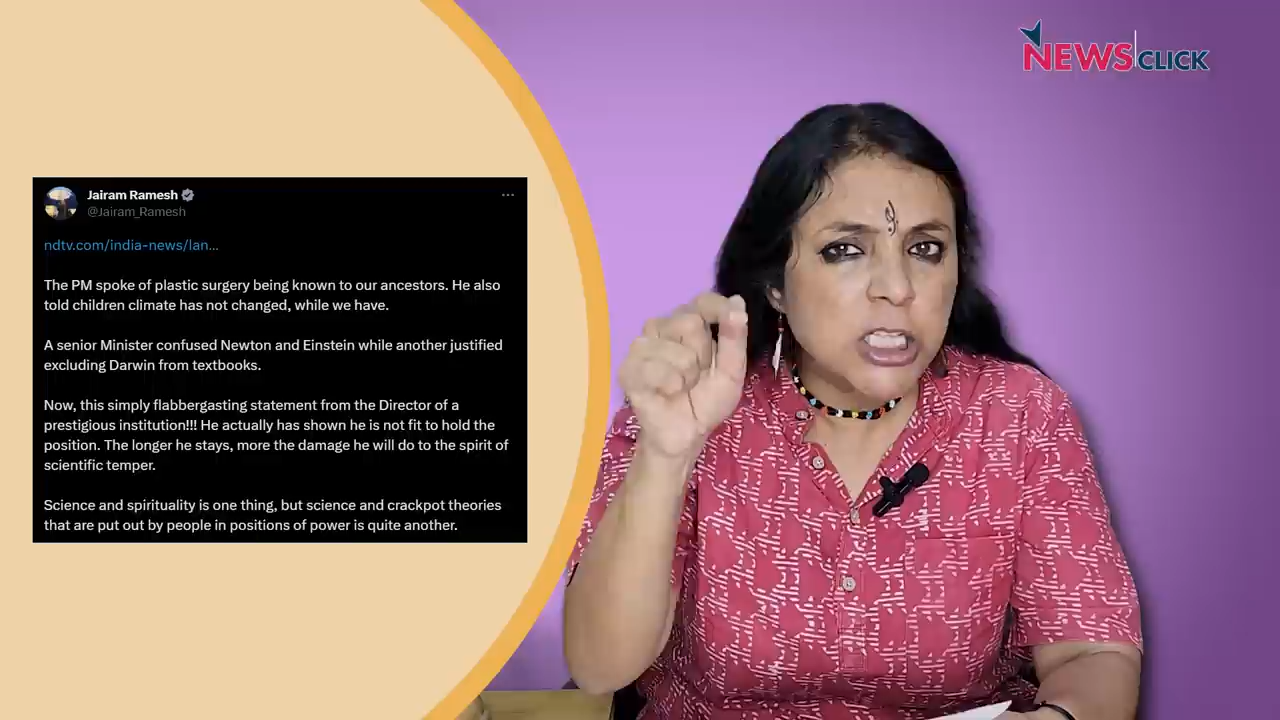 NEWSCLICK
Jairam Ramesh
@Jairam_Ramesh
ndtv.com/india-news/lan...
The PM spoke of plastic surgery being known to our ancestors. He also
told children climate has not changed, while we have.
A senior Minister confused Newton and Einstein while another justified
excluding Darwin from textbooks.
Now, this simply flabbergasting statement from the Director of a
prestigious institution!!! He actually has shown he is not fit to hold the
position. The longer he stays, more the damage he will do to the spirit of
scientific temper.
Science and spirituality is one thing, but science and crackpot theories
that are put out by people in positions of power is quite another.